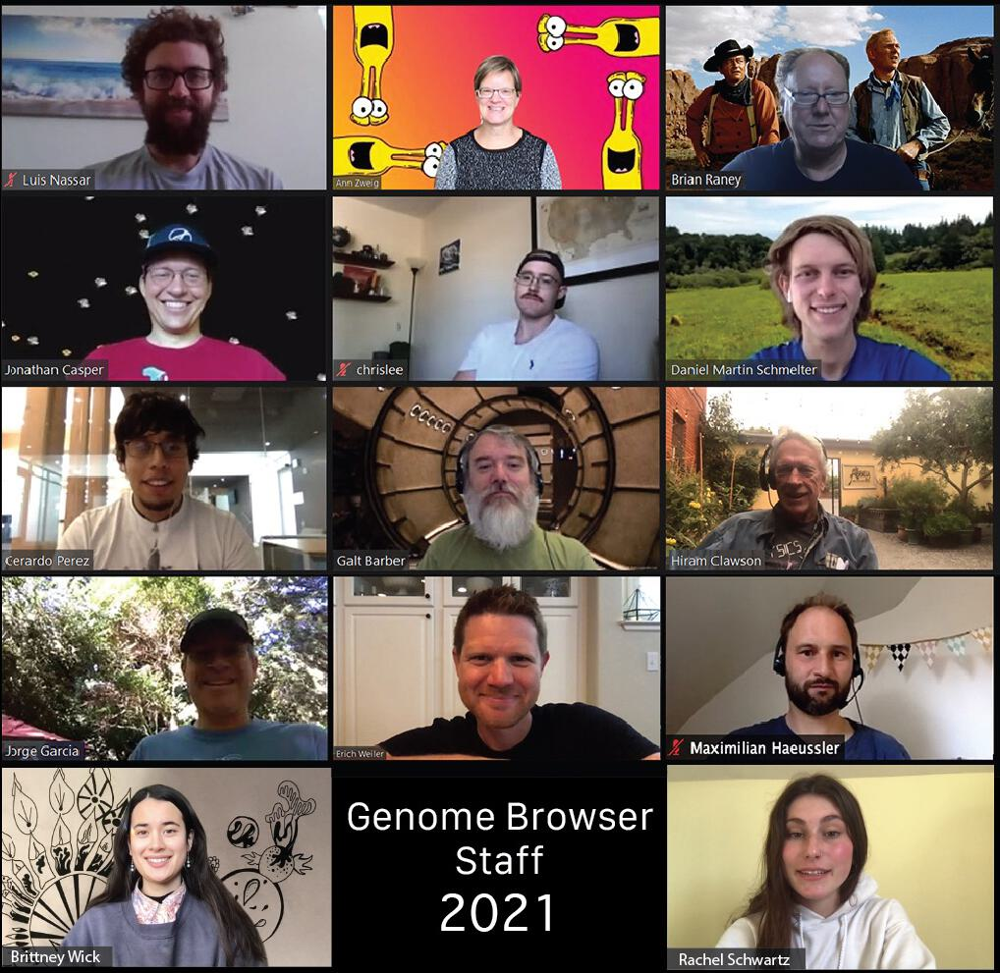 Luis Nassar
Ann Zweig
Brian Raney
Jonathan Casper
chrislee
Daniel Martin Schmelter
Gerardo Perez
Galt Barber
SICS
Hiram Clawson
Jorge Garcia
Erich Weiler
Maximilian Haeussler
Brittney Wick
Genome Browser
Staff
2021
Rachel Schwartz